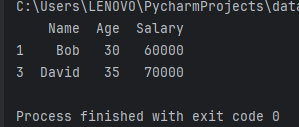 C:\Users\LENOVO\PycharmProjects\data
Name Age Salary
1 Bob 30 60000
3 David 35 70000
Process finished with exit code 0